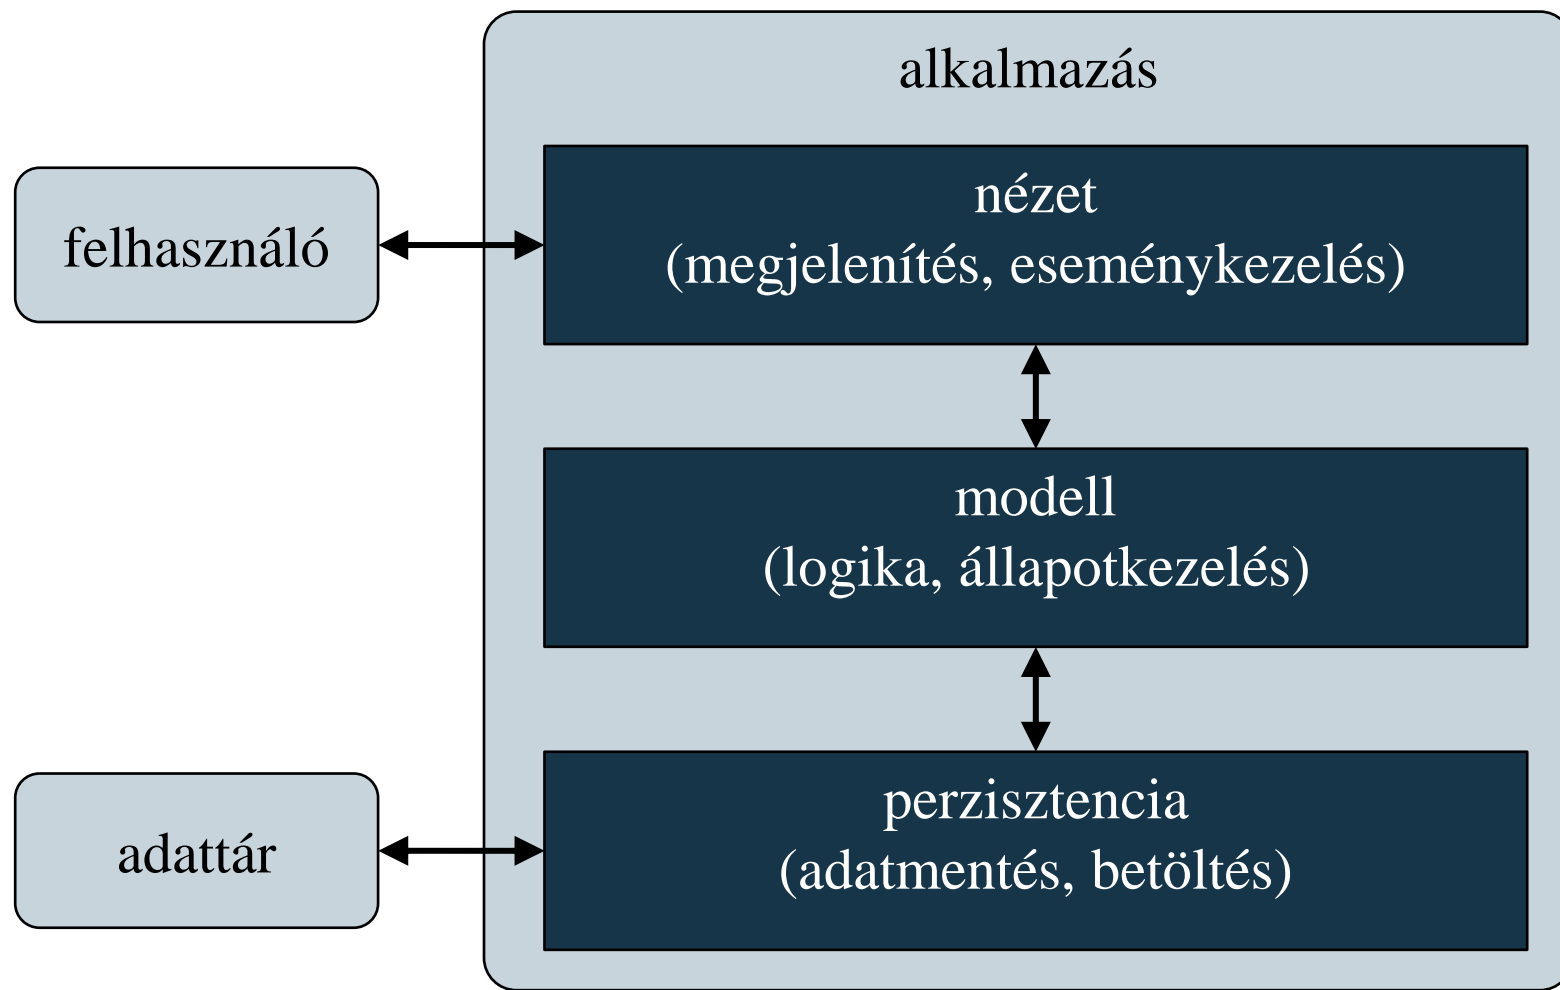 alkalmazás
felhasználó
nézet
(megjelenítés, eseménykezelés)
modell
(logika, állapotkezelés)
adattár
perzisztencia
(adatmentés, betöltés)